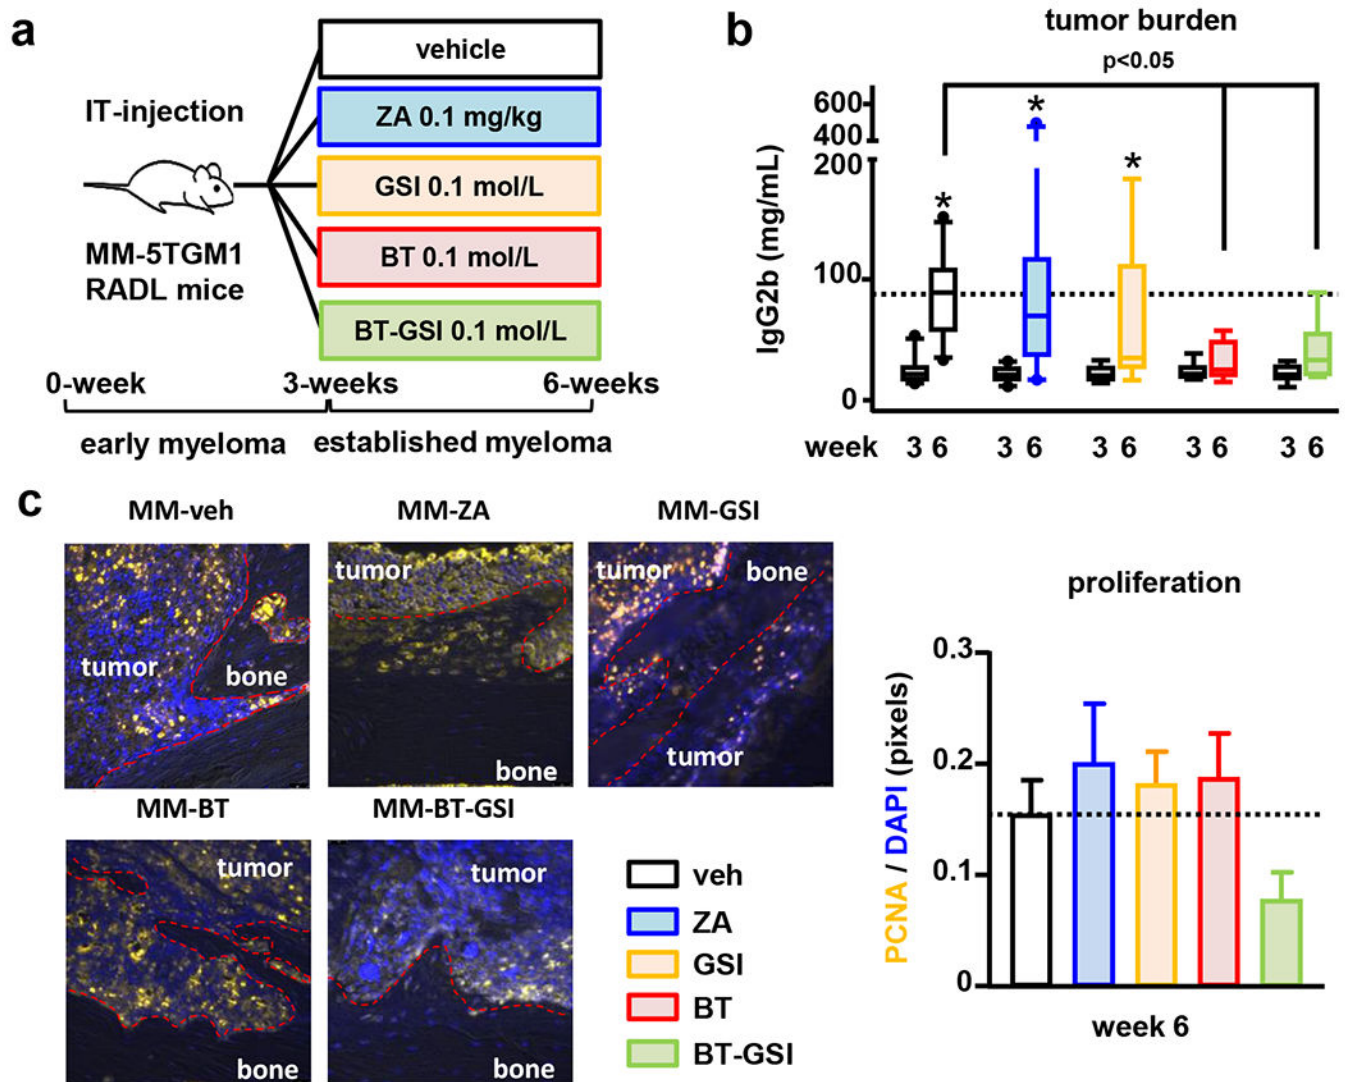 a
IT-injection
MM-5TGM1
RADL mice
vehicle
ZA 0.1 mg/kg
GSI 0.1 mol/L
BT 0.1 mol/L
BT-GSI 0.1 mol/L
0-week 3-weeks 6-weeks
early myeloma established myeloma
b
tumor burden
p<0.05
IgG2b (mg/mL)
600
400
200
100
0
* * *
week 3 6 3 6 3 6 3 6 3 6
c
MM-veh MM-ZA MM-GSI
tumor
bone
tumor
bone
tumor
bone
tumor
MM-BT MM-BT-GSI
tumor
bone
tumor
bone
veh
ZA
GSI
BT
BT-GSI
proliferation
PCNA / DAPI (pixels)
0.3
0.2
0.1
0
week 6